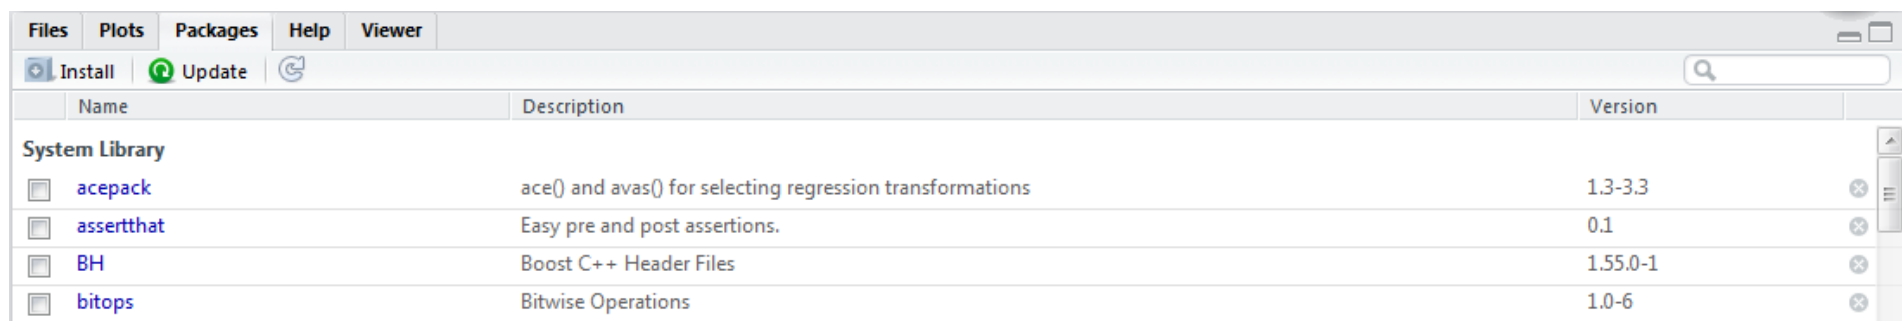 Files Plots Packages Help Viewer
Install Update
Name Description Version
System Library
acepack ace() and avas() for selecting regression transformations 1.3-3.3
assertthat Easy pre and post assertions. 0.1
BH Boost C++ Header Files 1.55.0-1
bitops Bitwise Operations 1.0-6